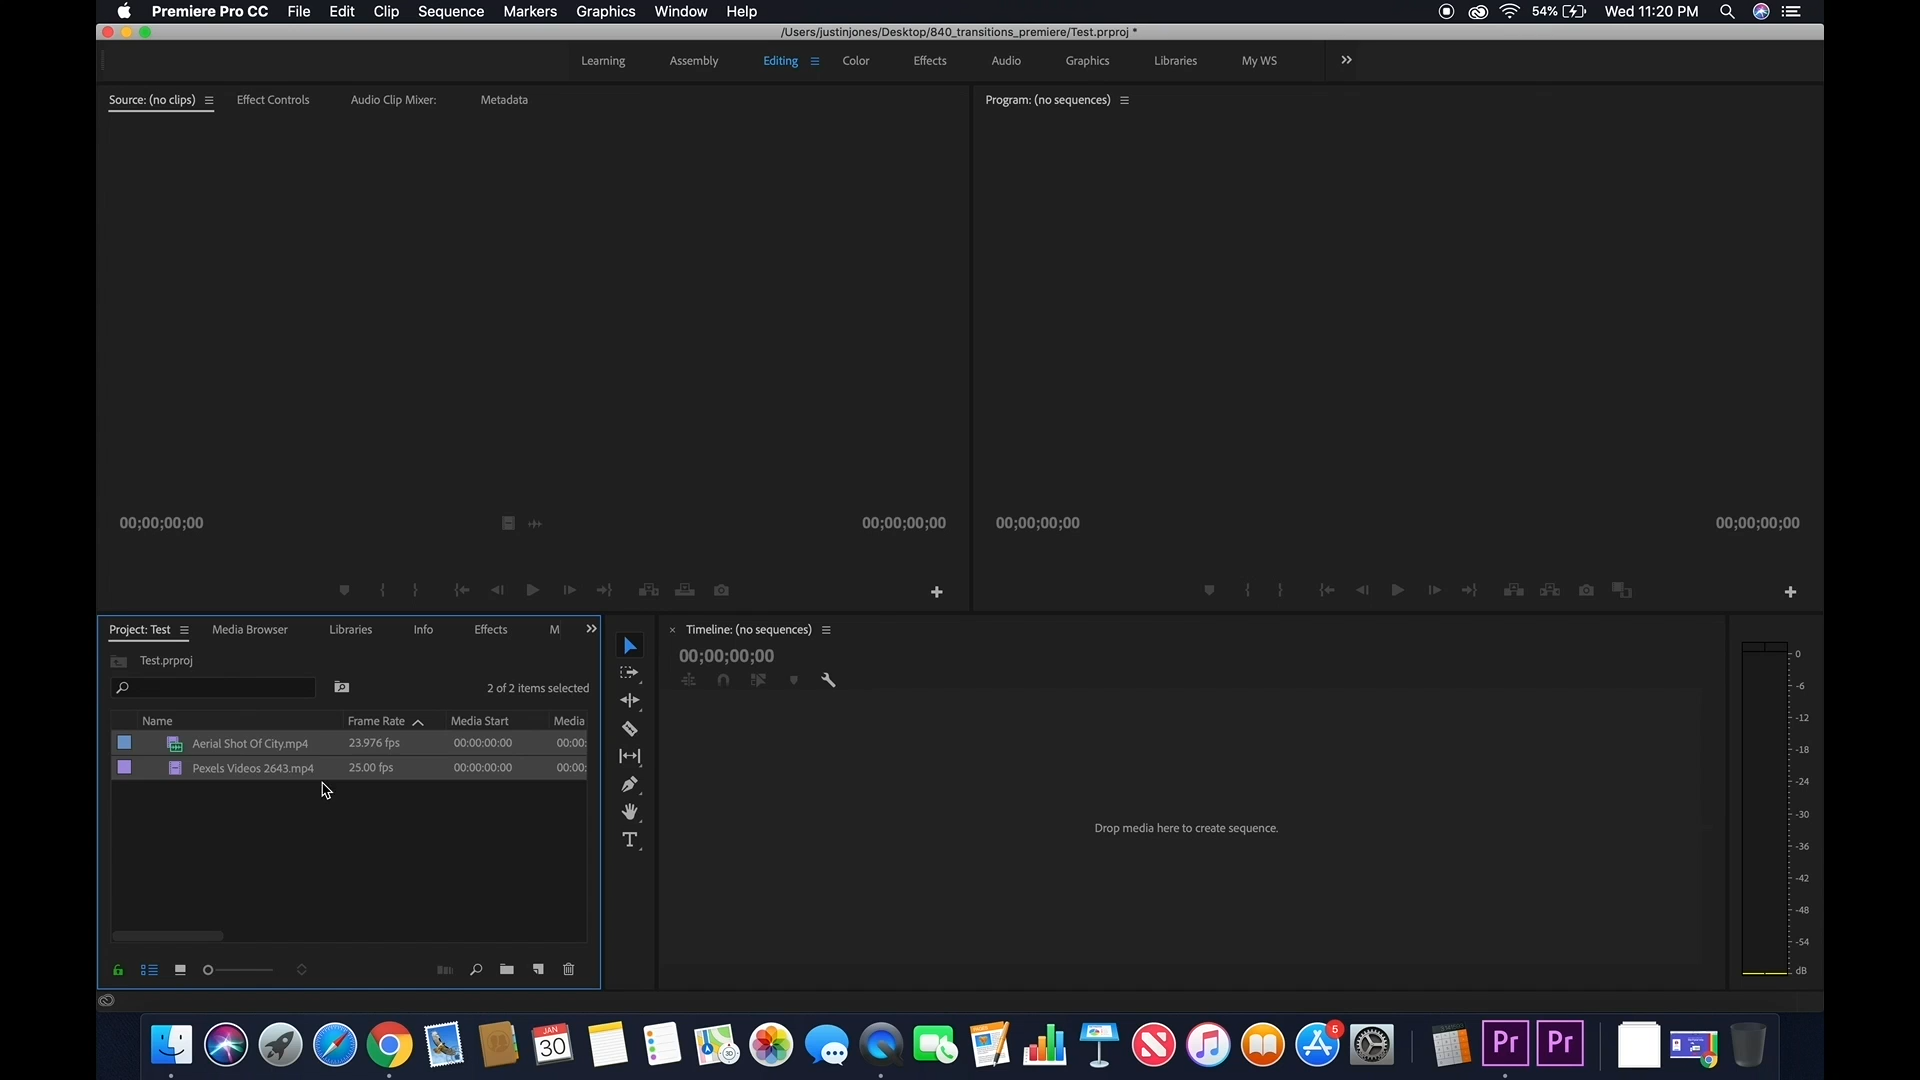 Premiere Pro CC File Edit Clip Sequence Markers Graphics Window Help 54% Wed 11:20 PM
/Users/justinjones/Desktop/840_transitions_premiere/Test.prproj *
Learning Assembly Editing Color Effects Audio Graphics Libraries My WS
Source: (no clips) Effect Controls Audio Clip Mixer: Metadata
Program: (no sequences)
00;00;00;00 00;00;00;00
00;00;00;00 00;00;00;00
Project: Test Media Browser Libraries Info Effects M
Test.prproj
2 of 2 items selected
Name Frame Rate Media Start Media
Aerial Shot Of City.mp4 23.976 fps 00:00:00:00 00:00:
Pexels Videos 2643.mp4 25.00 fps 00:00:00:00 00:00:
× Timeline: (no sequences)
00;00;00;00
Drop media here to create sequence.
0
-6
-12
-18
-24
-30
-36
-42
-48
-54
dB
JAN
30
3D
5
Pr Pr